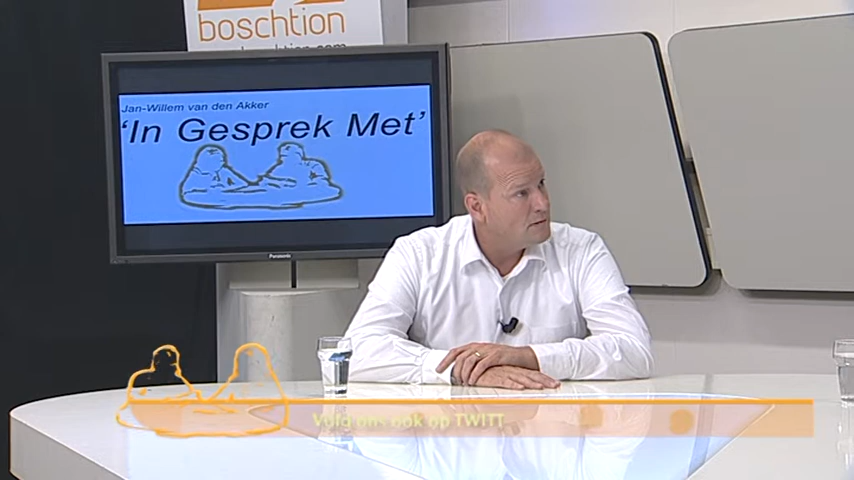 boschtion
Jan-Willem van den Akker
'In Gesprek Met'
Panasonic
Volg ons ook op TWITT